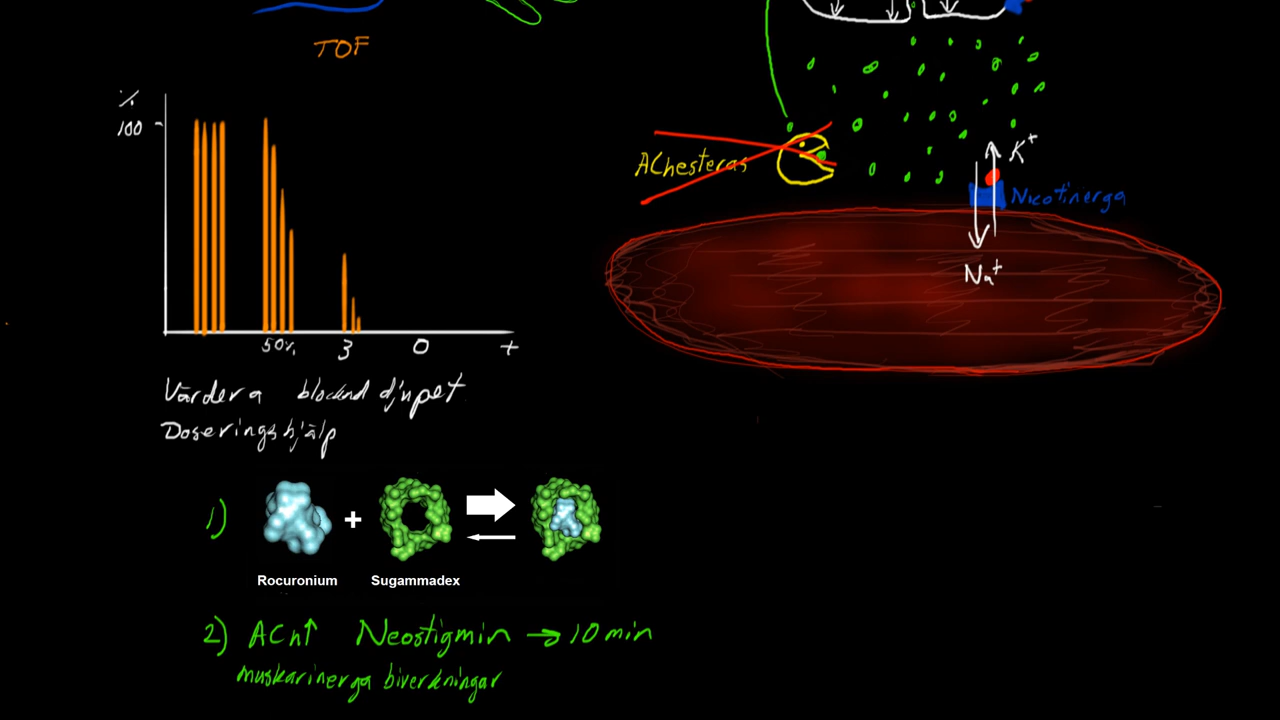 TOF
%
100
50%
3
0
t
Värdera blockad djupet
Doseringshjälp
1)
+
Rocuronium
Sugammadex
2) ACh↑ Neostigmin → 10 min
muskarinerga biverkningar
AChesteras
K+
Nicotinerga
Na+